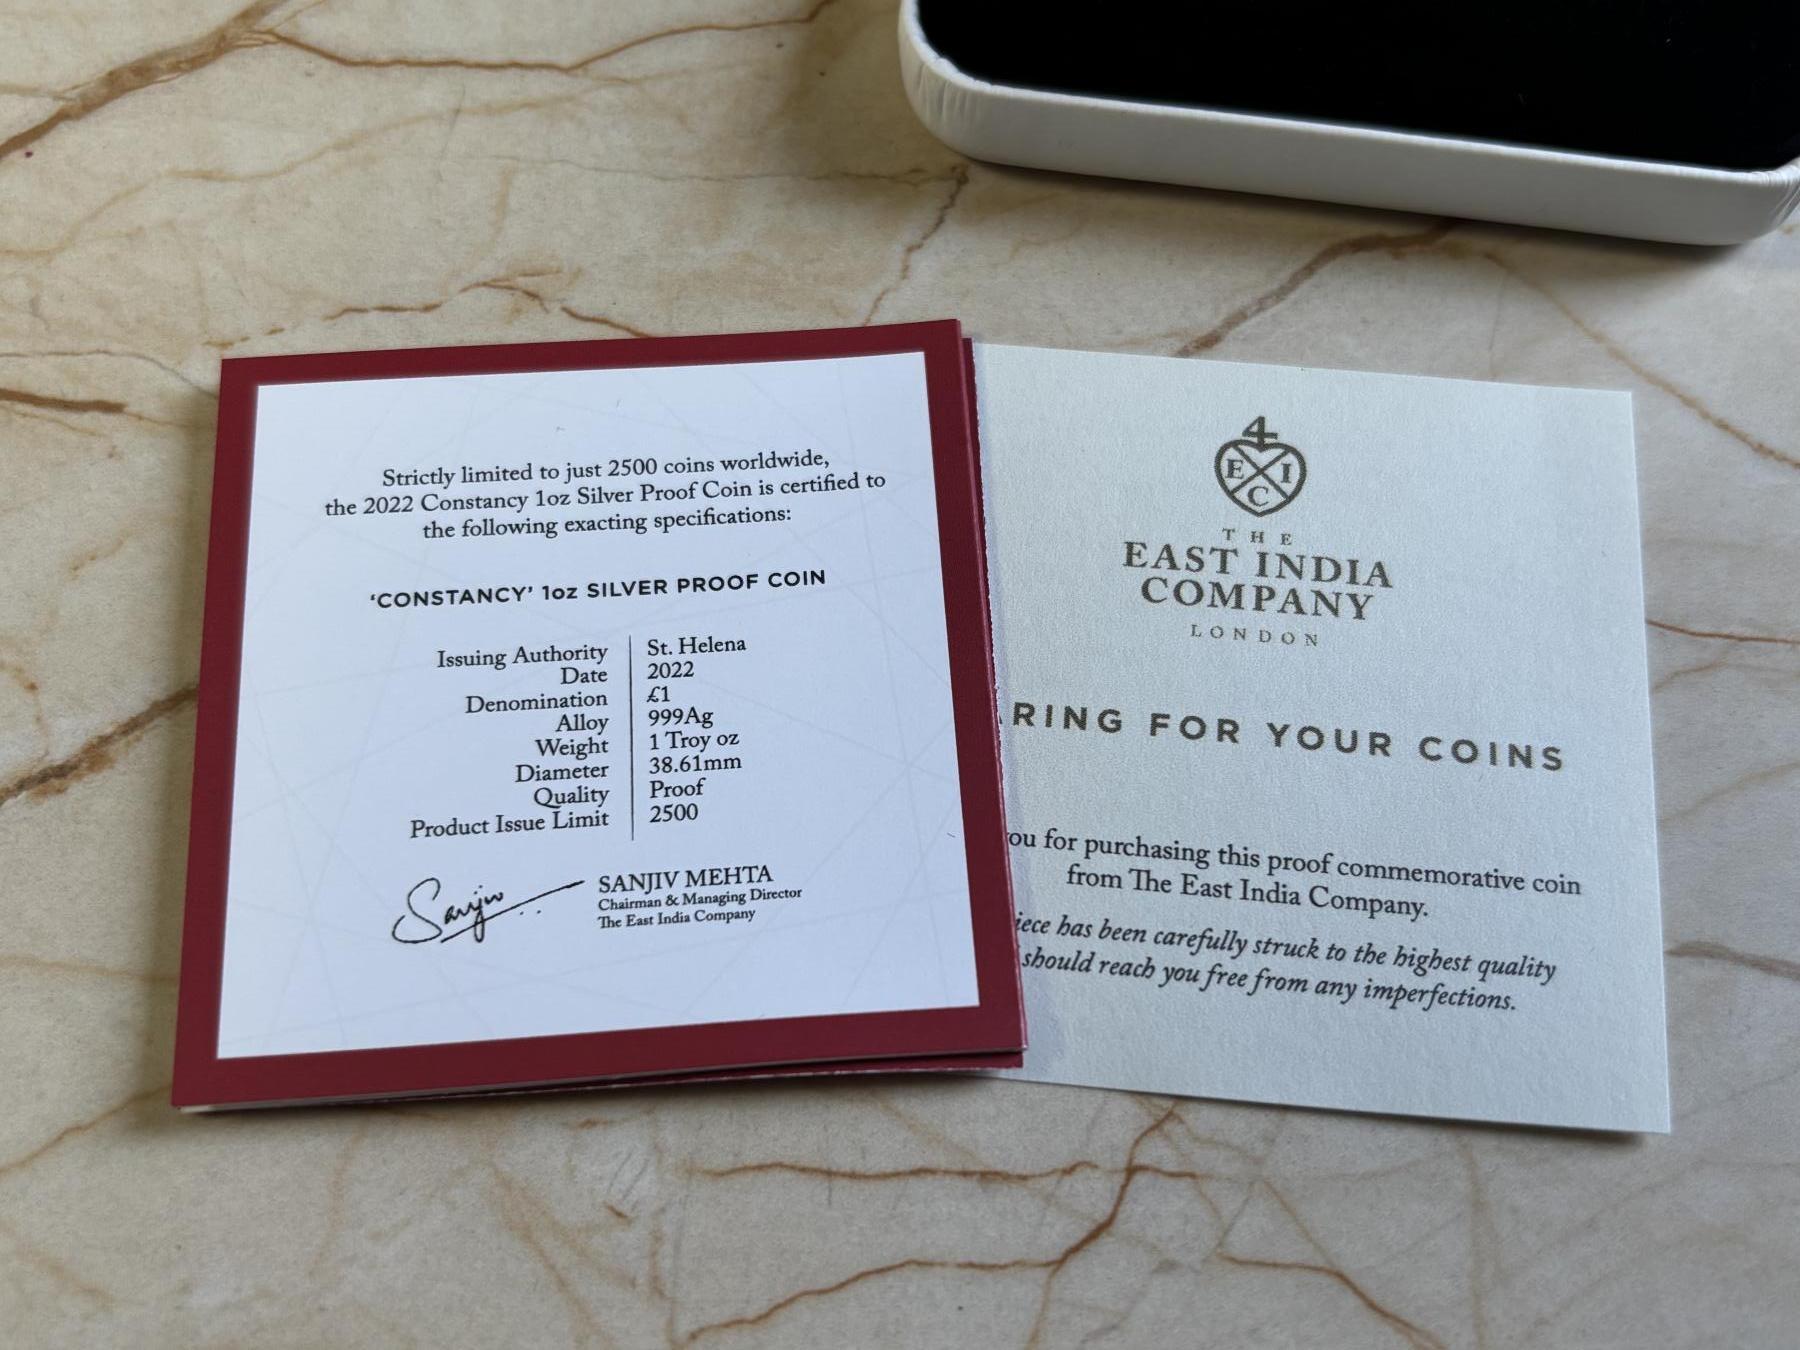 Strictly limited to just 2500 coins worldwide,
the 2022 Constancy 1oz Silver Proof Coin is certified to
the following exacting specifications:
‘CONSTANCY’ 1oz SILVER PROOF COIN
Issuing Authority St. Helena
Date 2022
Denomination £1
Alloy 999Ag
Weight 1 Troy oz
Diameter 38.61mm
Quality Proof
Product Issue Limit 2500
Sanjiv
SANJIV MEHTA
Chairman & Managing Director
The East India Company
4
E I
C
THE
EAST INDIA
COMPANY
LONDON
RING FOR YOUR COINS
ou for purchasing this proof commemorative coin
from The East India Company.
iece has been carefully struck to the highest quality
should reach you free from any imperfections.